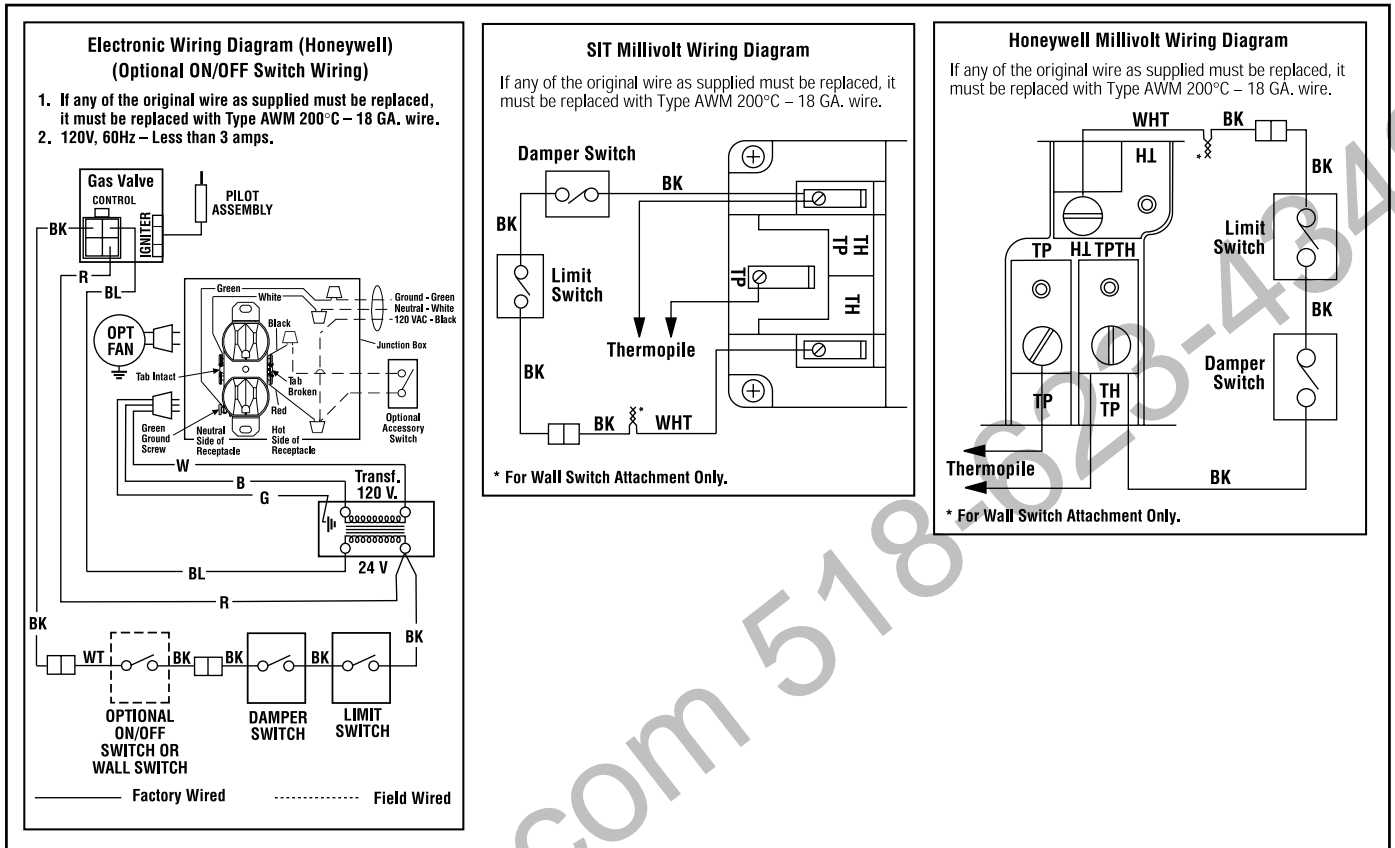 Electronic Wiring Diagram (Honeywell)
(Optional ON/OFF Switch Wiring)
1. If any of the original wire as supplied must be replaced,
it must be replaced with Type AWM 200°C – 18 GA. wire.
2. 120V, 60Hz – Less than 3 amps.
Gas Valve
CONTROL
IGNITER
PILOT
ASSEMBLY
BK
R
BL
OPT
FAN
Green
White
Black
Ground - Green
Neutral - White
120 VAC - Black
Junction Box
Tab Intact
Tab
Broken
Red
Green
Ground
Screw
Neutral
Side of
Receptacle
Hot
Side of
Receptacle
Optional
Accessory
Switch
W
B
G
Transf.
120 V.
24 V
BL
R
BK
BK
WT
BK
BK
BK
OPTIONAL
ON/OFF
SWITCH OR
WALL SWITCH
DAMPER
SWITCH
LIMIT
SWITCH
Factory Wired
Field Wired
SIT Millivolt Wiring Diagram
If any of the original wire as supplied must be replaced, it
must be replaced with Type AWM 200°C – 18 GA. wire.
Damper Switch
BK
BK
Limit
Switch
TH
TP
TP
TH
Thermopile
BK
BK
*
WHT
* For Wall Switch Attachment Only.
Honeywell Millivolt Wiring Diagram
If any of the original wire as supplied must be replaced, it
must be replaced with Type AWM 200°C – 18 GA. wire.
WHT
BK
*
TH
BK
Limit
Switch
TP
TH
TPTH
BK
Damper
Switch
TP
TH
TP
Thermopile
BK
* For Wall Switch Attachment Only.
com 518-623-434